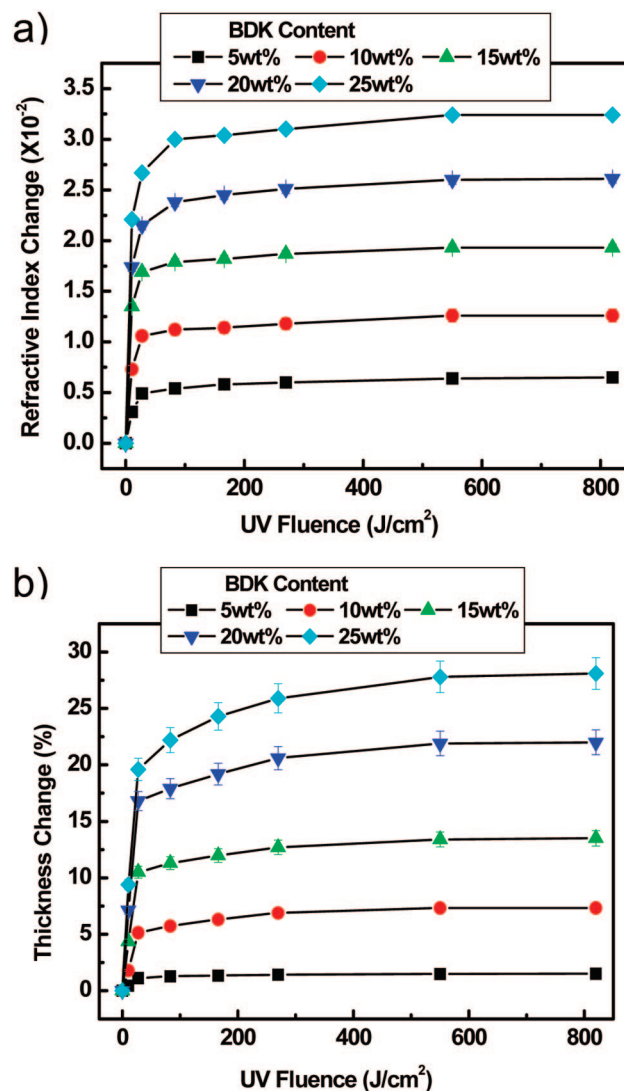 a)
BDK Content
5wt% 10wt% 15wt%
20wt% 25wt%
Refractive Index Change (X10⁻²)
3.5
3.0
2.5
2.0
1.5
1.0
0.5
0.0
0 200 400 600 800
UV Fluence (J/cm²)
b)
BDK Content
5wt% 10wt% 15wt%
20wt% 25wt%
Thickness Change (%)
30
25
20
15
10
5
0
0 200 400 600 800
UV Fluence (J/cm²)